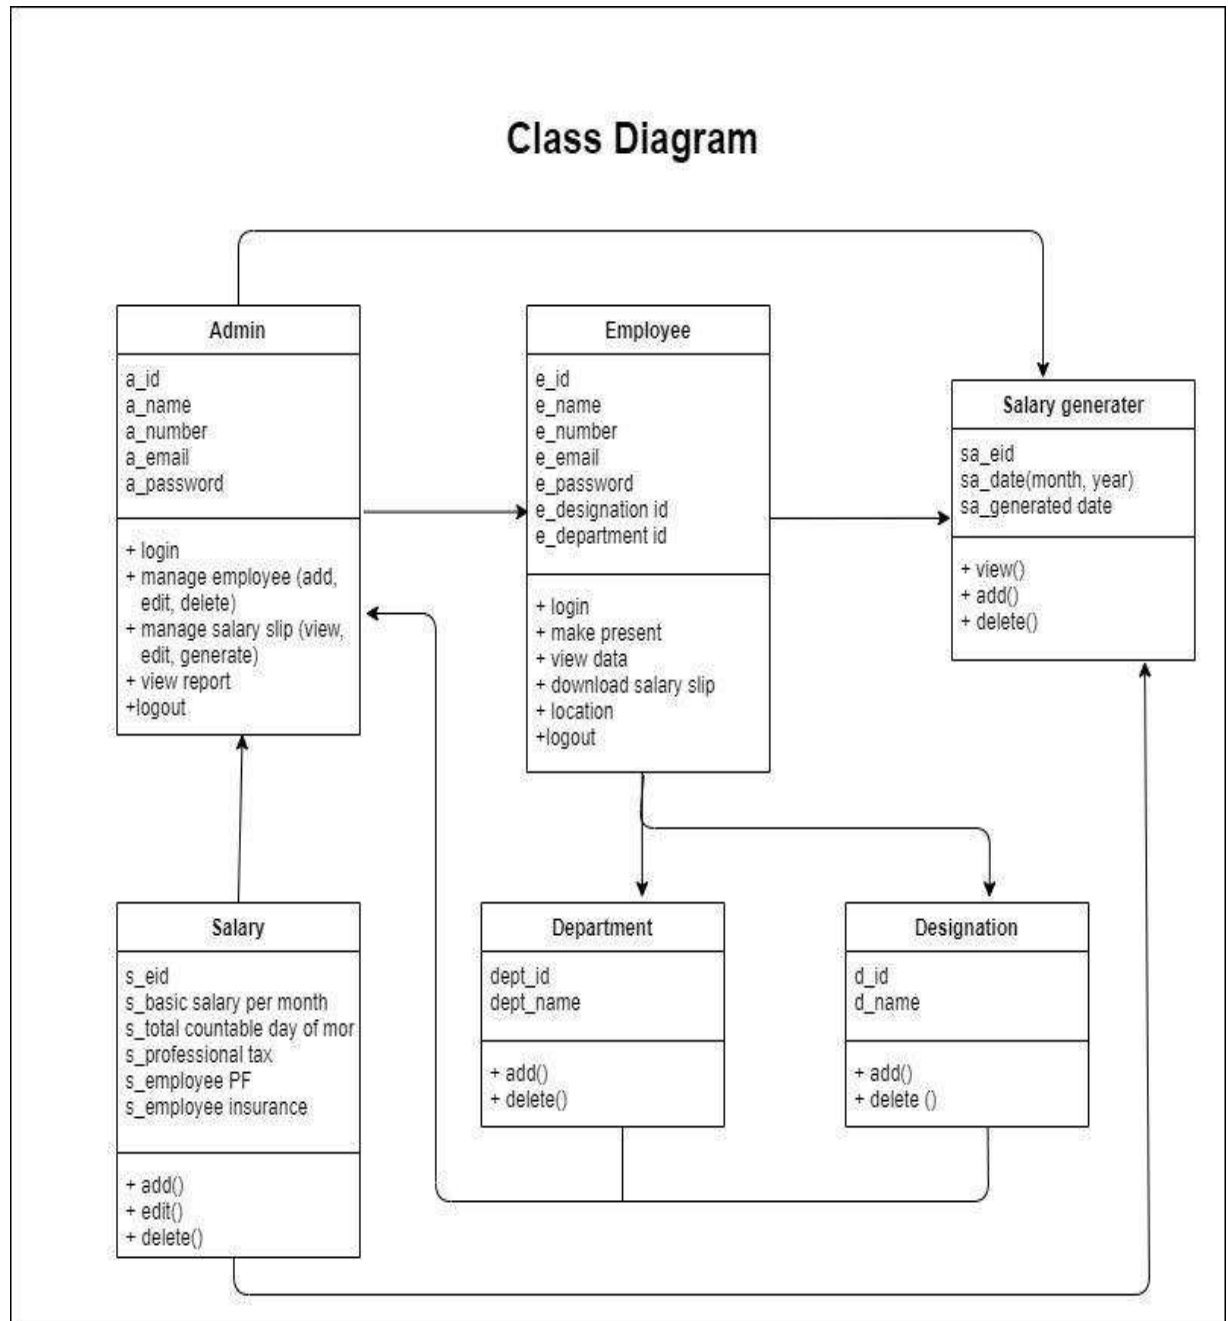 Class Diagram
Admin
a_id
a_name
a_number
a_email
a_password
+ login
+ manage employee (add,
edit, delete)
+ manage salary slip (view,
edit, generate)
+ view report
+logout
Employee
e_id
e_name
e_number
e_email
e_password
e_designation id
e_department id
+ login
+ make present
+ view data
+ download salary slip
+ location
+logout
Salary generater
sa_eid
sa_date(month, year)
sa_generated date
+ view()
+ add()
+ delete()
Salary
s_eid
s_basic salary per month
s_total countable day of mor
s_professional tax
s_employee PF
s_employee insurance
+ add()
+ edit()
+ delete()
Department
dept_id
dept_name
+ add()
+ delete()
Designation
d_id
d_name
+ add()
+ delete ()